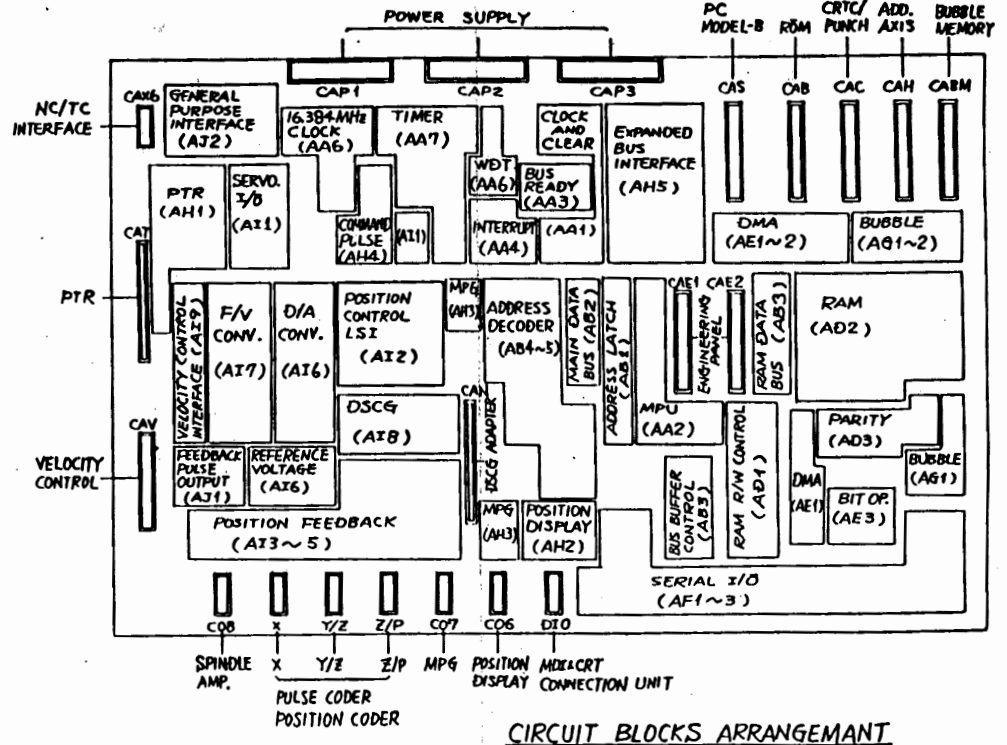 POWER SUPPLY
PC
MODEL-B
ROM
CRTC/
PUNCH
ADD.
AXIS
BUBBLE
MEMORY
CAP1
CAP2
CAP3
CAS
CAB
CAC
CAH
CABM
NC/TC
INTERFACE
CAX6
GENERAL
PURPOSE
INTERFACE
(AJ2)
16.384MHz
CLOCK
(AA6)
TIMER
(AA7)
WDT
(AA6)
CLOCK
AND
CLEAR
BUS
READY
(AA3)
EXPANDED
BUS
INTERFACE
(AH5)
PTR
(AH1)
SERVO.
I/O
(AI1)
COMMAND
PULSE
(AH4)
(AI1)
INTERRUPT
(AA4)
(AA1)
DMA
(AE1~2)
BUBBLE
(AG1~2)
CAT
PTR
VELOCITY CONTROL
INTERFACE (AI9)
F/V
CONV.
(AI7)
D/A
CONV.
(AI6)
POSITION
CONTROL
LSI
(AI2)
MPG
(AH3)
ADDRESS
DECODER
(AB4~5)
MAIN DATA
BUS (AB2)
ADDRESS LATCH
(AB1)
CAE1
CAE2
ENGINEERING
PANEL
RAM DATA
BUS (AB3)
RAM
(AD2)
CAV
VELOCITY
CONTROL
DSCG
(AI8)
CAN
DSCG ADAPTER
MPU
(AA2)
RAM R/W CONTROL
(AD1)
PARITY
(AD3)
BUBBLE
(AG1)
FEEDBACK
PULSE
OUTPUT
(AJ1)
REFERENCE
VOLTAGE
(AI6)
DMA
(AE1)
BIT OP.
(AE3)
BUS BUFFER
CONTROL
(AB3)
POSITION FEEDBACK
(AI3~5)
MPG
(AH3)
POSITION
DISPLAY
(AH2)
SERIAL I/O
(AF1~3)
CO8
X
Y/Z
Z/P
CO7
CO6
DIO
SPINDLE
AMP.
X
Y/Z
Z/P
MPG
POSITION
DISPLAY
MDI&CRT
CONNECTION UNIT
PULSE CODER
POSITION CODER
CIRCUIT BLOCKS ARRANGEMANT